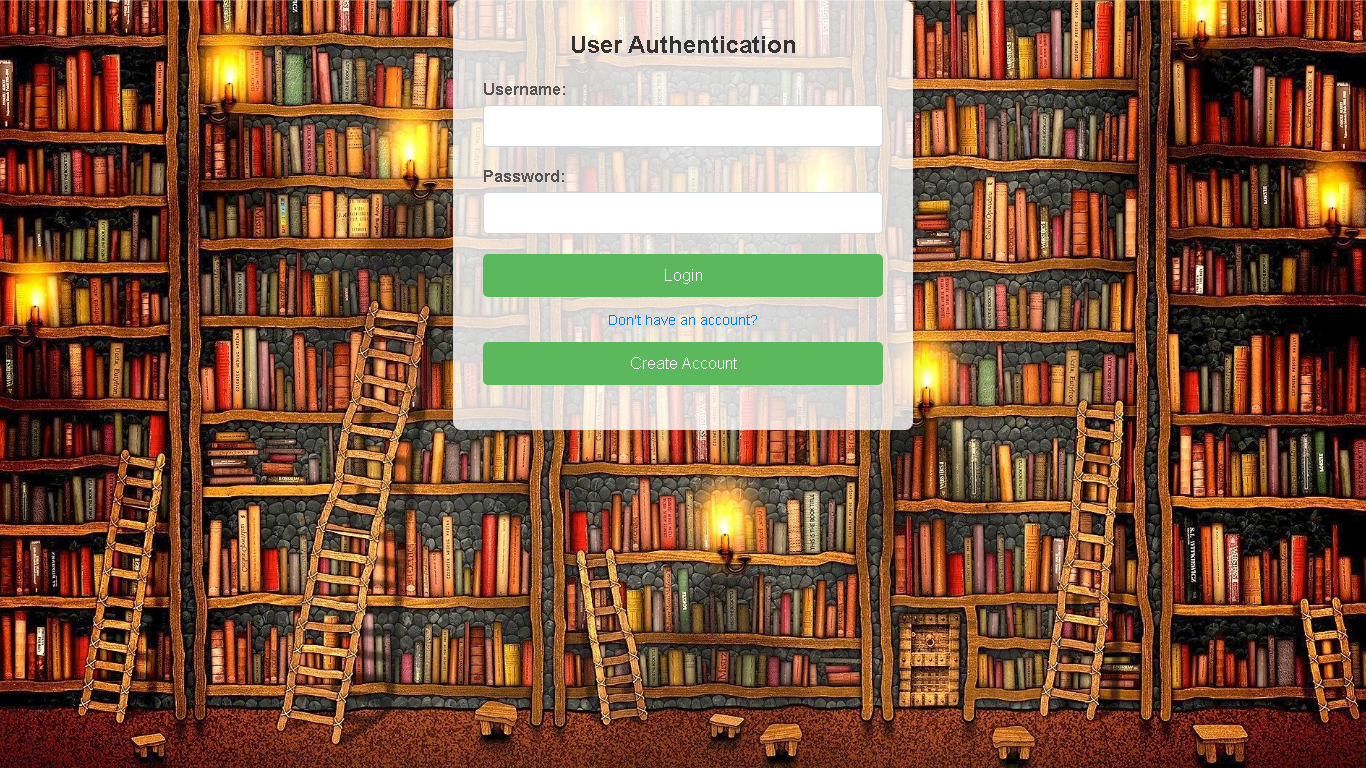 User Authentication
Username:
Password:
Login
Don't have an account?
Create Account